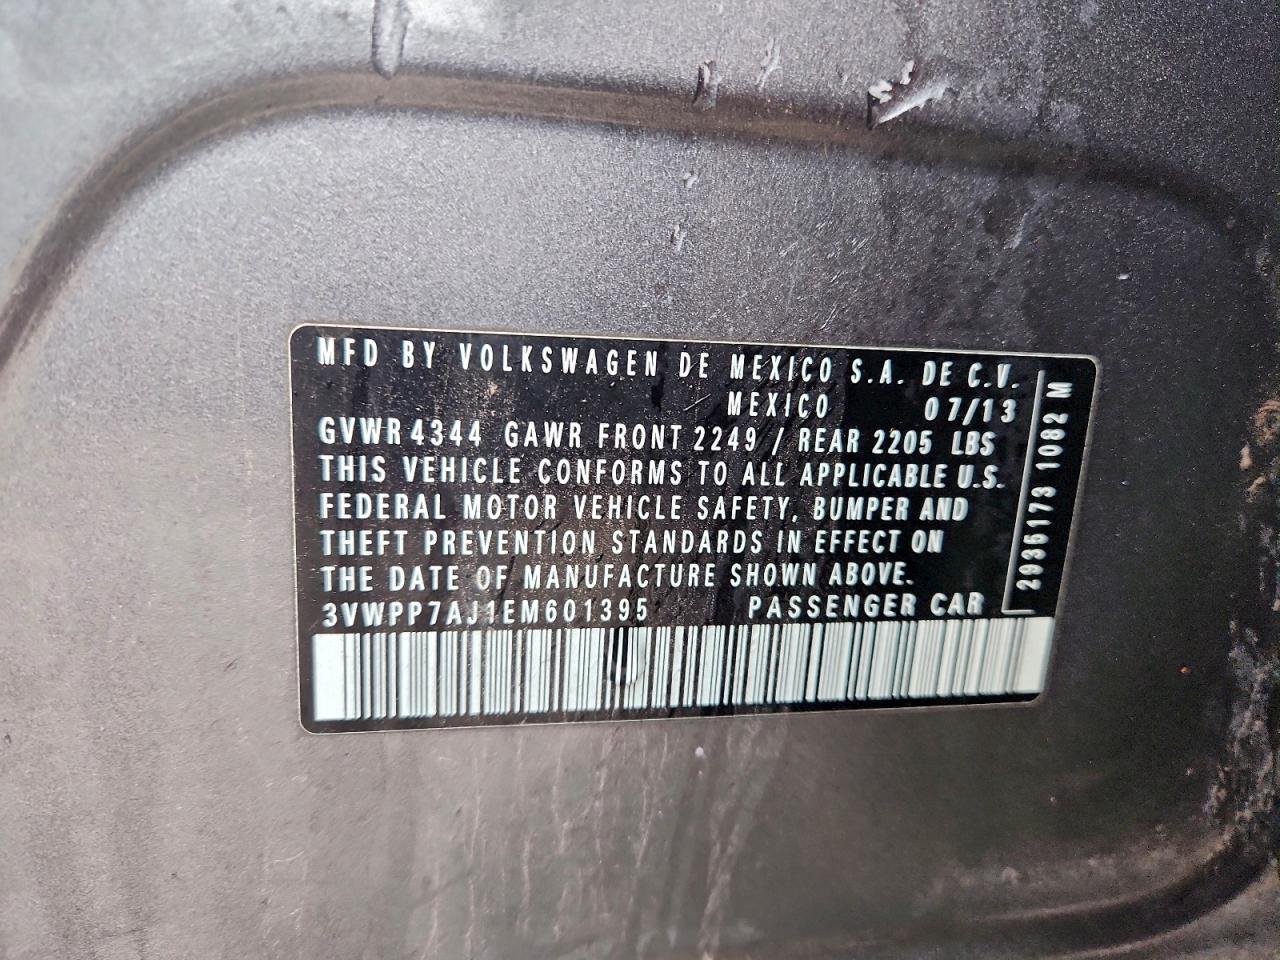 MFD BY VOLKSWAGEN DE MEXICO S.A. DE C.V.
MEXICO 07/13
GVWR 4344 GAWR FRONT 2249 / REAR 2205 LBS
THIS VEHICLE CONFORMS TO ALL APPLICABLE U.S.
FEDERAL MOTOR VEHICLE SAFETY, BUMPER AND
THEFT PREVENTION STANDARDS IN EFFECT ON
THE DATE OF MANUFACTURE SHOWN ABOVE.
3VWPP7AJ1EM601395 PASSENGER CAR
2935173 1082 M